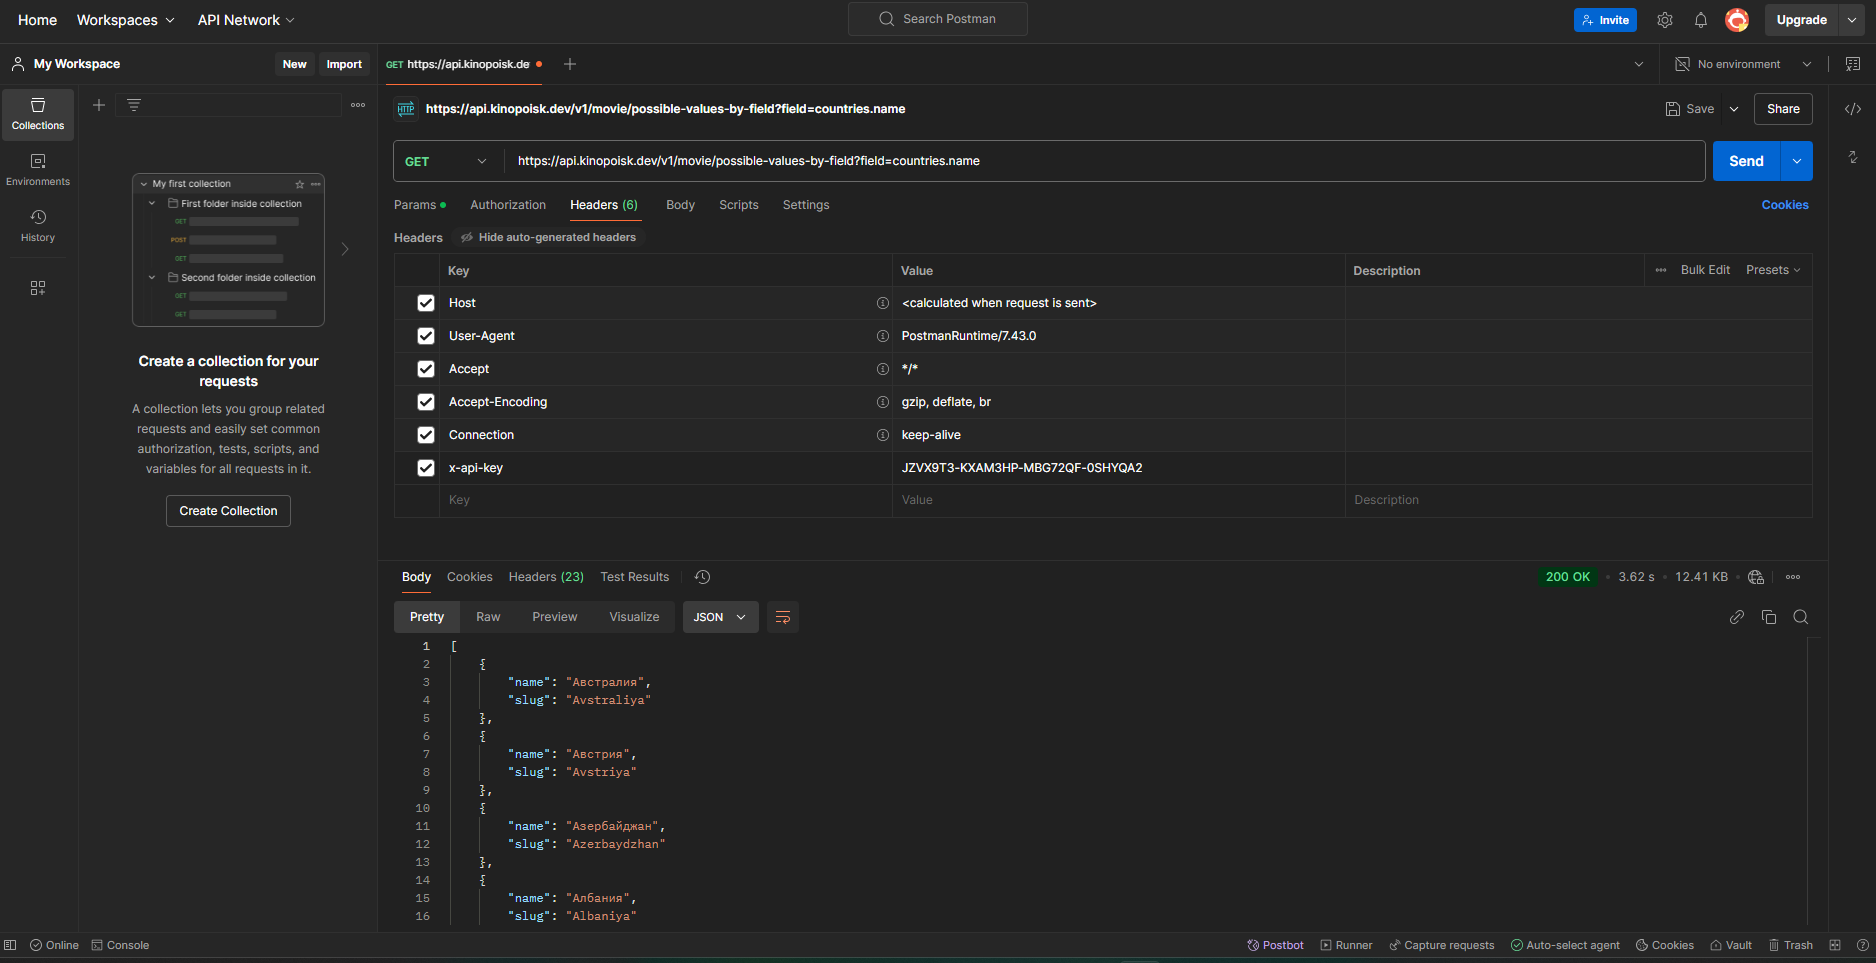 Home Workspaces API Network Search Postman Invite Upgrade
My Workspace New Import GET https://api.kinopoisk.de No environment
Collections
Environments
History
My first collection
First folder inside collection
GET
POST
GET
Second folder inside collection
GET
GET
Create a collection for your
requests
A collection lets you group related
requests and easily set common
authorization, tests, scripts, and
variables for all requests in it.
Create Collection
HTTP https://api.kinopoisk.dev/v1/movie/possible-values-by-field?field=countries.name Save Share
GET https://api.kinopoisk.dev/v1/movie/possible-values-by-field?field=countries.name Send
Params Authorization Headers (6) Body Scripts Settings Cookies
Headers Hide auto-generated headers
Key Value Description Bulk Edit Presets
Host <calculated when request is sent>
User-Agent PostmanRuntime/7.43.0
Accept */*
Accept-Encoding gzip, deflate, br
Connection keep-alive
x-api-key JZVX9T3-KXAM3HP-MBG72QF-0SHYQA2
Key Value Description
Body Cookies Headers (23) Test Results 200 OK 3.62 s 12.41 KB
Pretty Raw Preview Visualize JSON
1 [
2 {
3 "name": "Австралия",
4 "slug": "Avstraliya"
5 },
6 {
7 "name": "Австрия",
8 "slug": "Avstriya"
9 },
10 {
11 "name": "Азербайджан",
12 "slug": "Azerbaydzhan"
13 },
14 {
15 "name": "Албания",
16 "slug": "Albaniya"
Online Console Postbot Runner Capture requests Auto-select agent Cookies Vault Trash